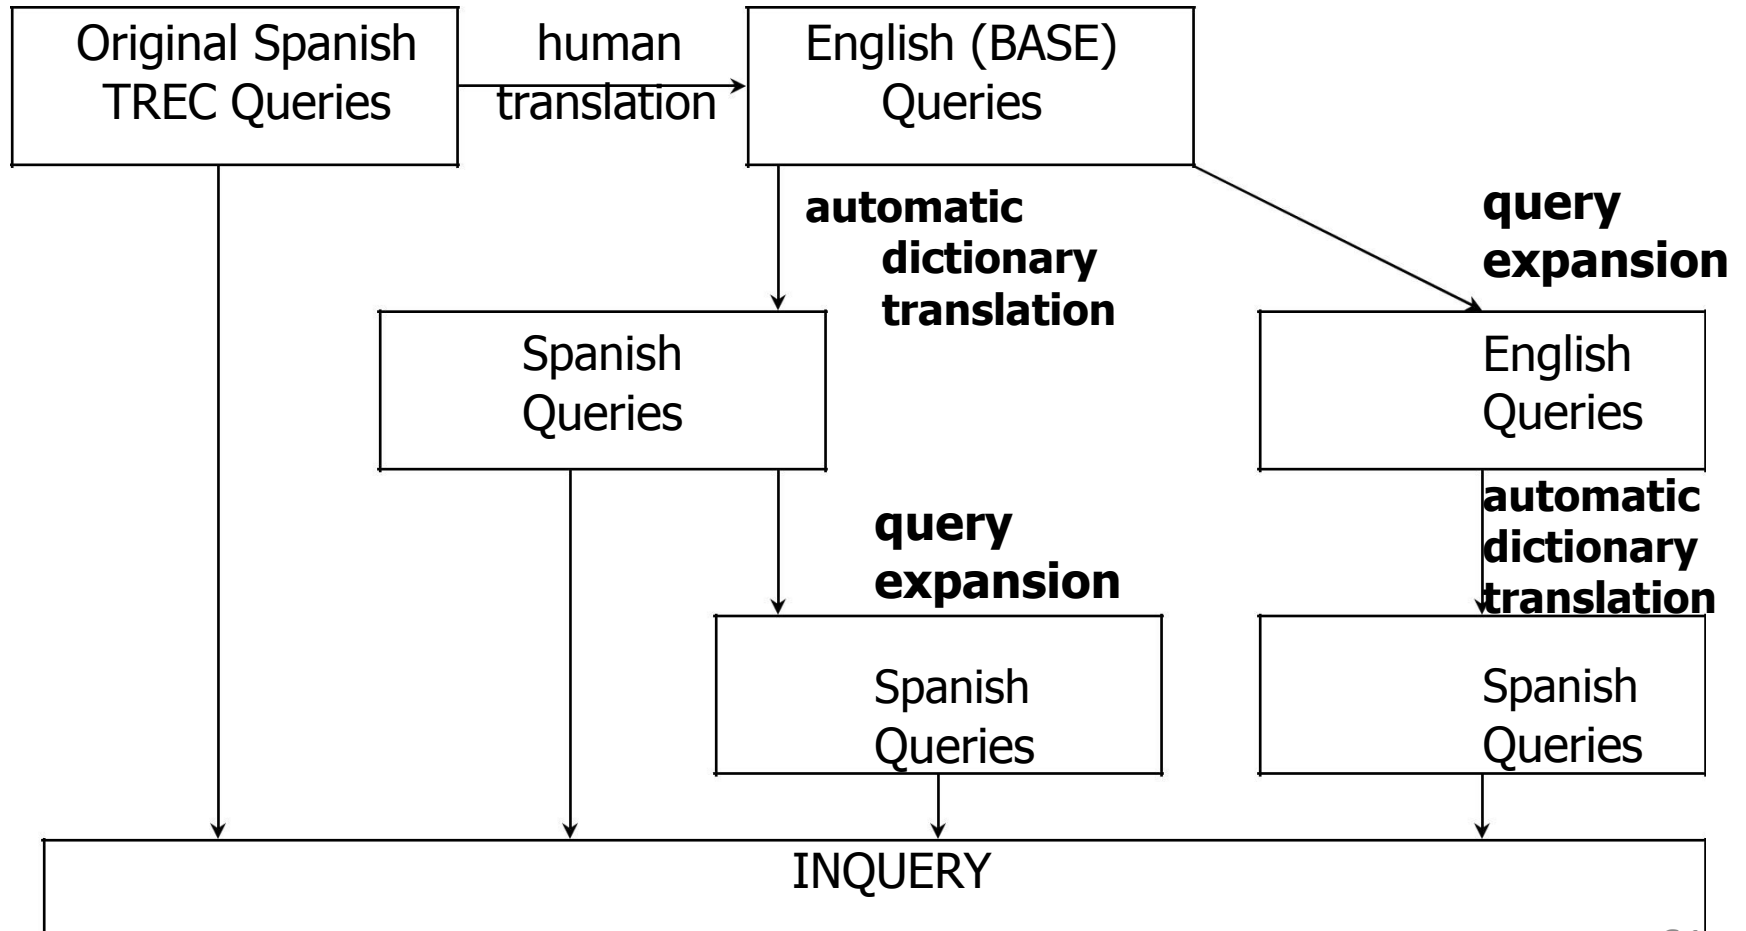 Original Spanish
TREC Queries
human
translation
English (BASE)
Queries
automatic
dictionary
translation
query
expansion
Spanish
Queries
English
Queries
query
expansion
automatic
dictionary
translation
Spanish
Queries
Spanish
Queries
INQUERY